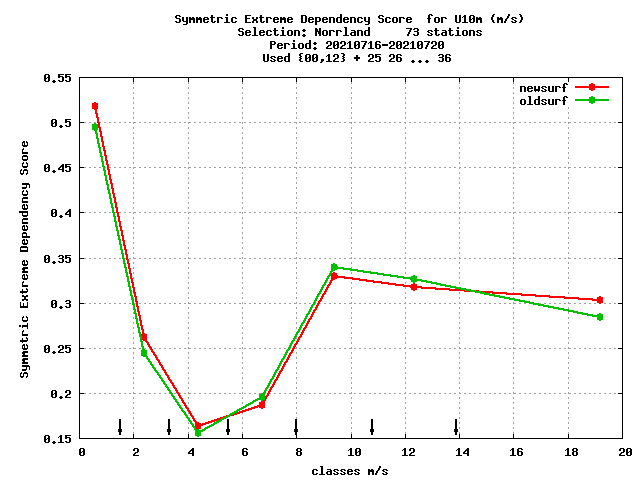 Symmetric Extreme Dependency Score  for U10m (m/s)
Selection: Norrland     73 stations
Period: 20210716-20210720
Used {00,12} + 25 26 ... 36
newsurf
oldsurf
Symmetric Extreme Dependency Score
0.55
0.5
0.45
0.4
0.35
0.3
0.25
0.2
0.15
0 2 4 6 8 10 12 14 16 18 20
classes m/s